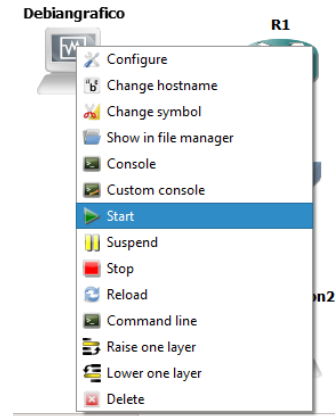 Debiangrafico
R1
Configure
Change hostname
Change symbol
Show in file manager
Console
Custom console
Start
Suspend
Stop
Reload
on2
Command line
Raise one layer
Lower one layer
Delete